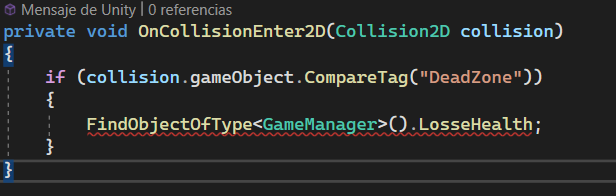 Mensaje de Unity | 0 referencias
private void OnCollisionEnter2D(Collision2D collision)
{
if (collision.gameObject.CompareTag("DeadZone"))
{
FindObjectOfType<GameManager>().LosseHealth;
}
}